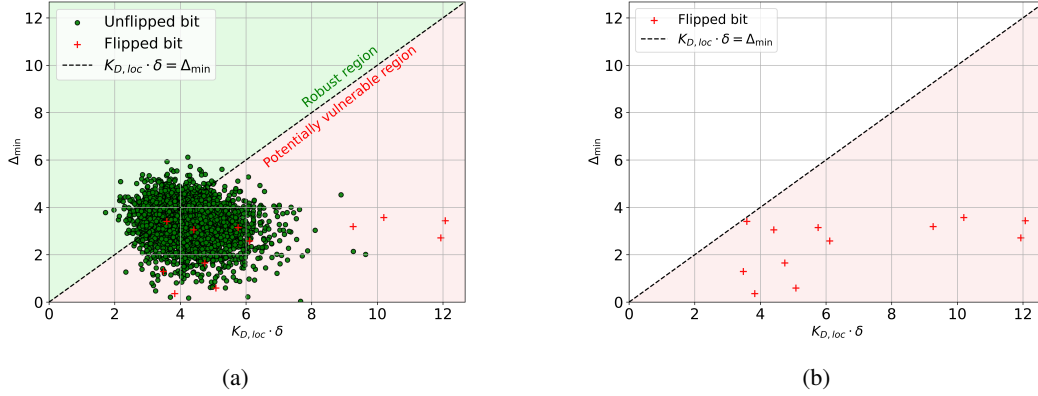 Unflipped bit
Flipped bit
K_{D, loc} · δ = Δ_min
Robust region
Potentially vulnerable region
Δ_min
12
10
8
6
4
2
0
0 2 4 6 8 10 12
K_{D, loc} · δ
(a)
Flipped bit
K_{D, loc} · δ = Δ_min
Δ_min
12
10
8
6
4
2
0
0 2 4 6 8 10 12
K_{D, loc} · δ
(b)